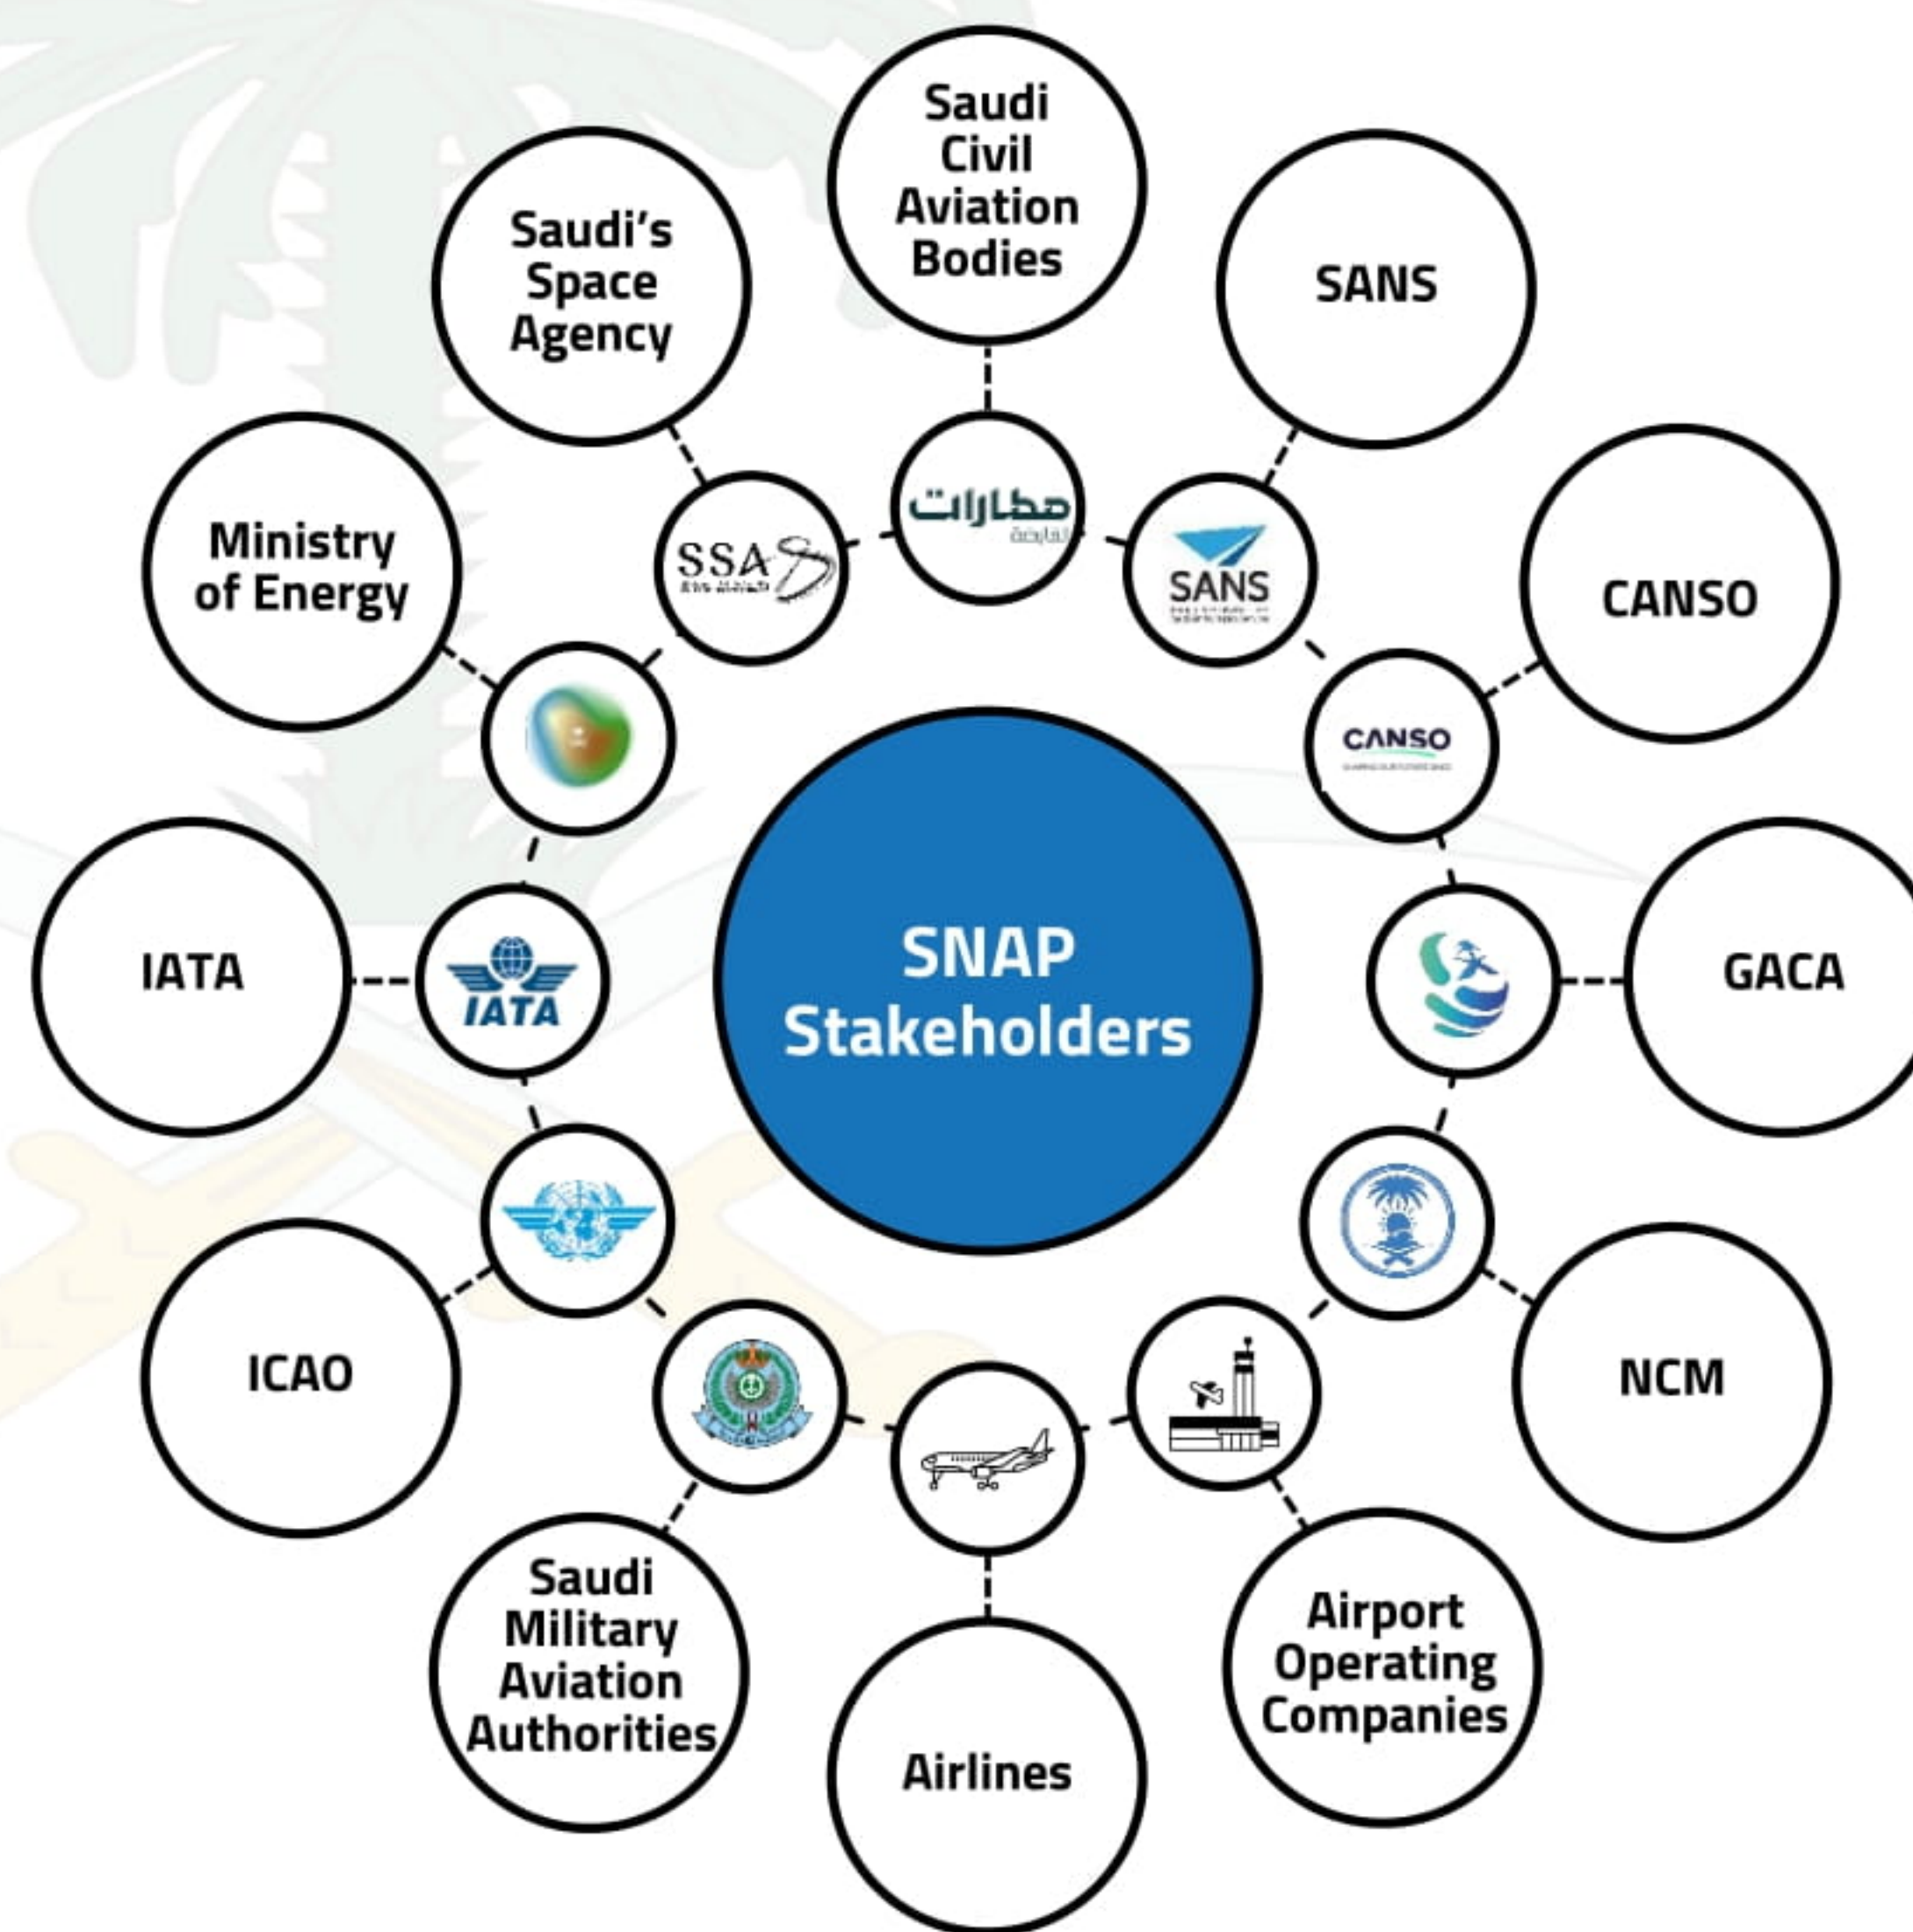 Saudi
Civil
Aviation
Bodies
SANS
CANSO
GACA
NCM
Airport
Operating
Companies
Airlines
Saudi
Military
Aviation
Authorities
ICAO
IATA
Ministry
of Energy
Saudi's
Space
Agency
مطارات
القابضة
SANS
CANSO
IATA
SSA
SNAP
Stakeholders